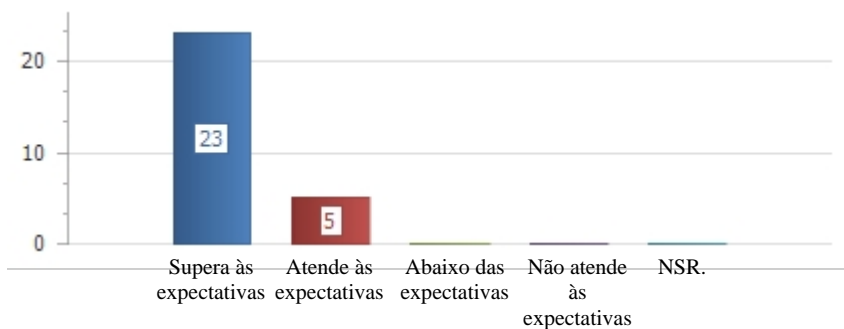 20
10
0
23
5
Supera às
expectativas
Atende às
expectativas
Abaixo das
expectativas
Não atende
às
expectativas
NSR.